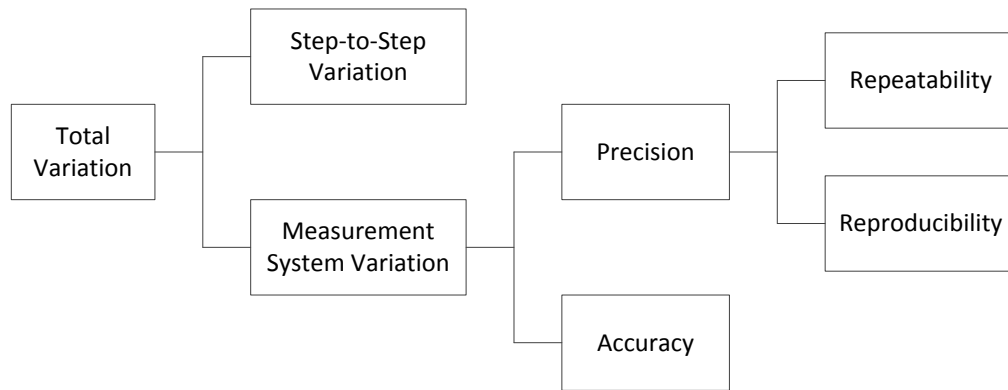 Total
Variation
Step-to-Step
Variation
Measurement
System Variation
Precision
Accuracy
Repeatability
Reproducibility